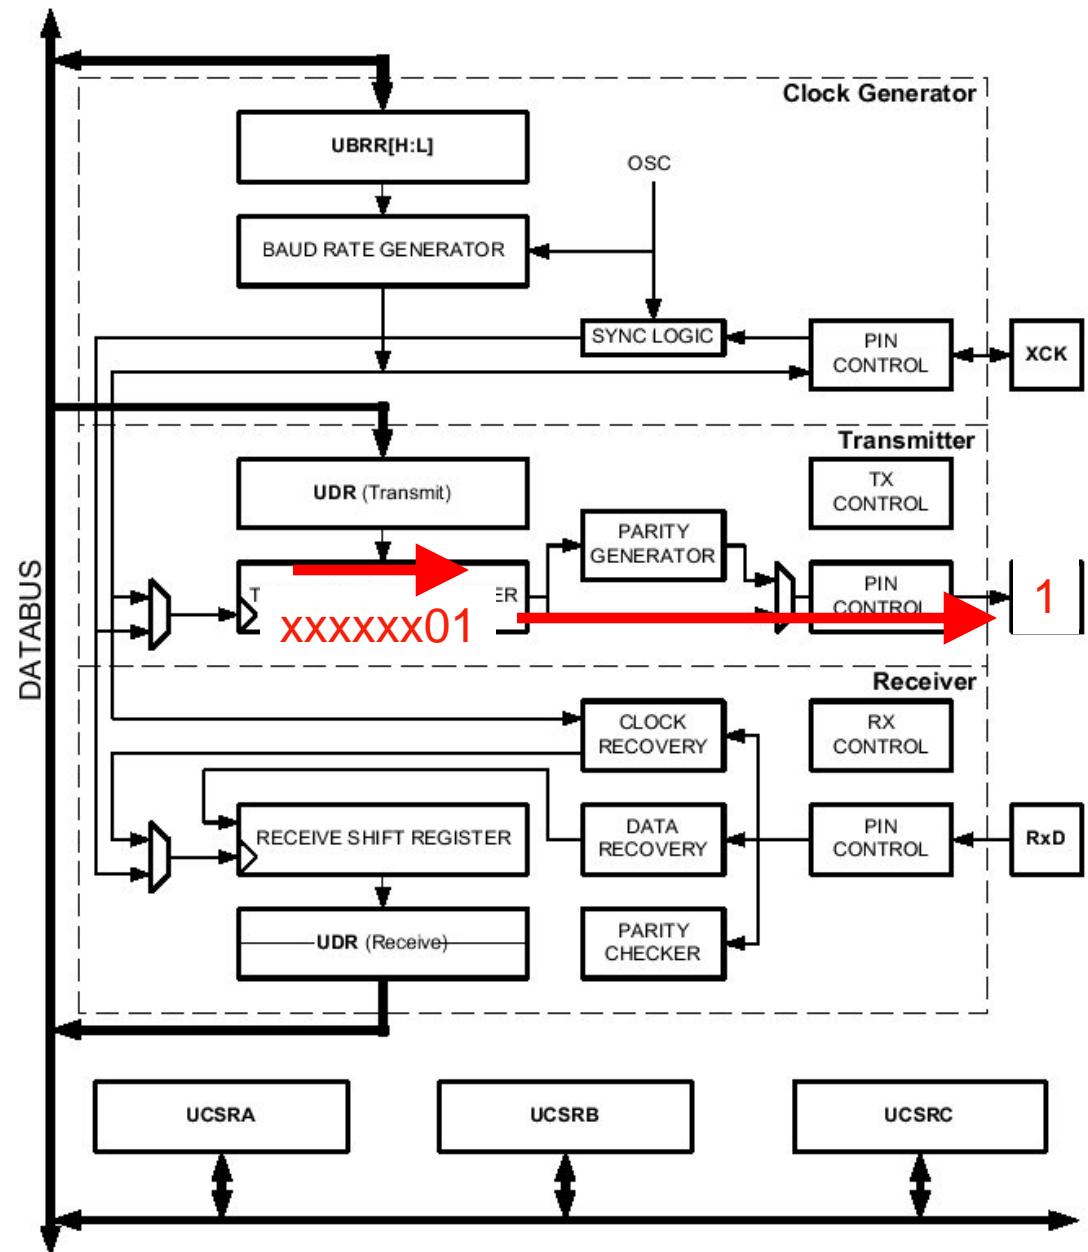 Clock Generator
UBRR[H:L]
OSC
BAUD RATE GENERATOR
SYNC LOGIC
PIN
CONTROL
XCK
Transmitter
TX
CONTROL
UDR (Transmit)
PARITY
GENERATOR
T
ER
xxxxxx01
PIN
CONTROL
1
DATABUS
Receiver
CLOCK
RECOVERY
RX
CONTROL
RECEIVE SHIFT REGISTER
DATA
RECOVERY
PIN
CONTROL
RxD
UDR (Receive)
PARITY
CHECKER
UCSRA
UCSRB
UCSRC